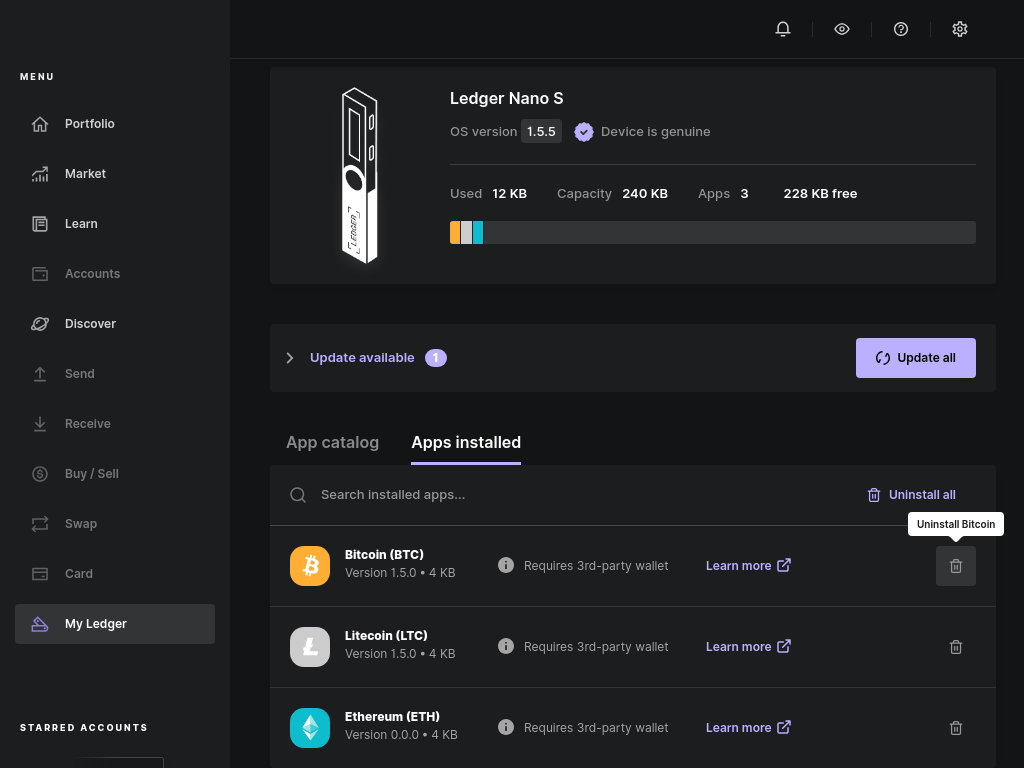 MENU
Portfolio
Market
Learn
Accounts
Discover
Send
Receive
Buy / Sell
Swap
Card
My Ledger
STARRED ACCOUNTS
LEDGER
Ledger Nano S
OS version 1.5.5 Device is genuine
Used 12 KB Capacity 240 KB Apps 3 228 KB free
Update available 1 Update all
App catalog Apps installed
Search installed apps... Uninstall all
Uninstall Bitcoin
Bitcoin (BTC)
Version 1.5.0 • 4 KB Requires 3rd-party wallet Learn more
Litecoin (LTC)
Version 1.5.0 • 4 KB Requires 3rd-party wallet Learn more
Ethereum (ETH)
Version 0.0.0 • 4 KB Requires 3rd-party wallet Learn more